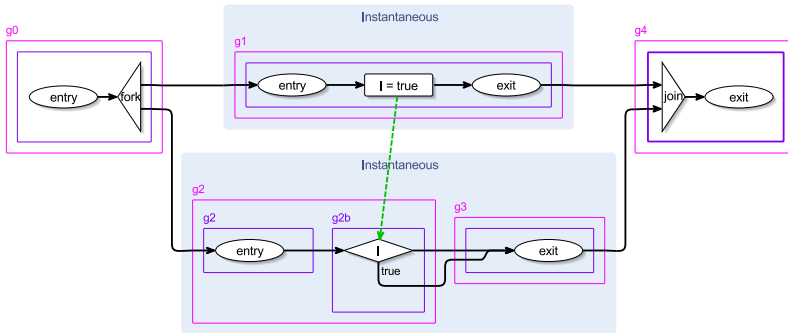 Instantaneous
g0
g1
g4
entry
fork
entry
I = true
exit
join
exit
Instantaneous
g2
g2
g2b
g3
entry
I
true
exit